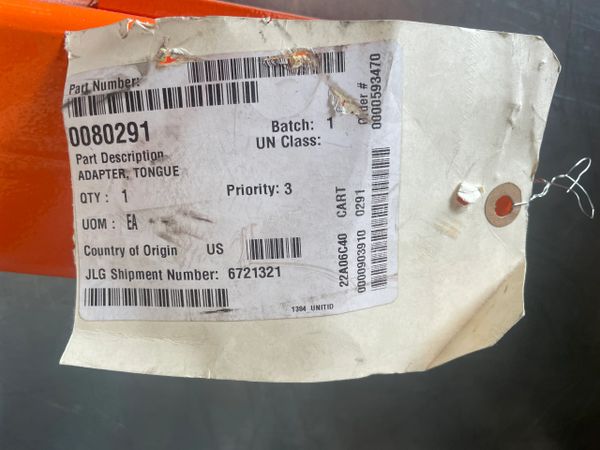 Part Number:
0080291
Batch: 1
UN Class:
Part Description
ADAPTER, TONGUE
QTY : 1
Priority: 3
UOM : EA
Country of Origin US
JLG Shipment Number: 6721321
1394 UNITID
Order #
0000593470
22A06C40 CART
0000903910 0291